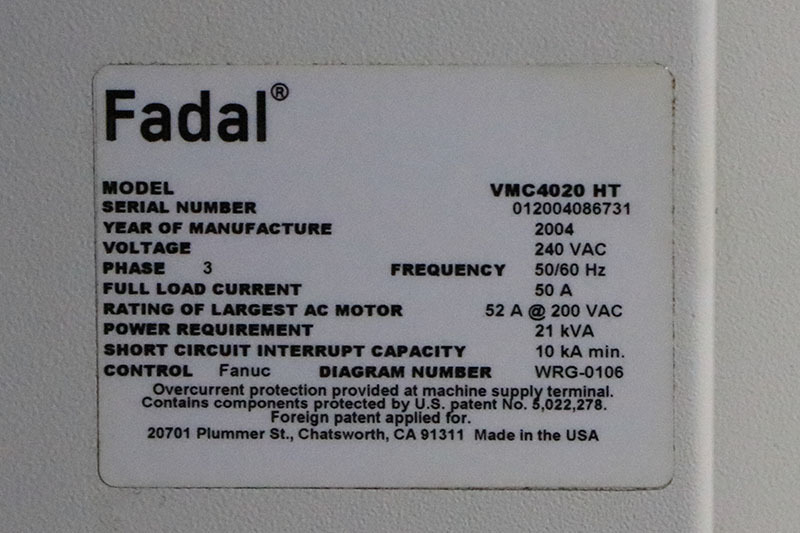 Fadal®
MODEL VMC4020 HT
SERIAL NUMBER 012004086731
YEAR OF MANUFACTURE 2004
VOLTAGE 240 VAC
PHASE 3 FREQUENCY 50/60 Hz
FULL LOAD CURRENT 50 A
RATING OF LARGEST AC MOTOR 52 A @ 200 VAC
POWER REQUIREMENT 21 kVA
SHORT CIRCUIT INTERRUPT CAPACITY 10 kA min.
CONTROL Fanuc DIAGRAM NUMBER WRG-0106
Overcurrent protection provided at machine supply terminal.
Contains components protected by U.S. patent No. 5,022,278.
Foreign patent applied for.
20701 Plummer St., Chatsworth, CA 91311 Made in the USA